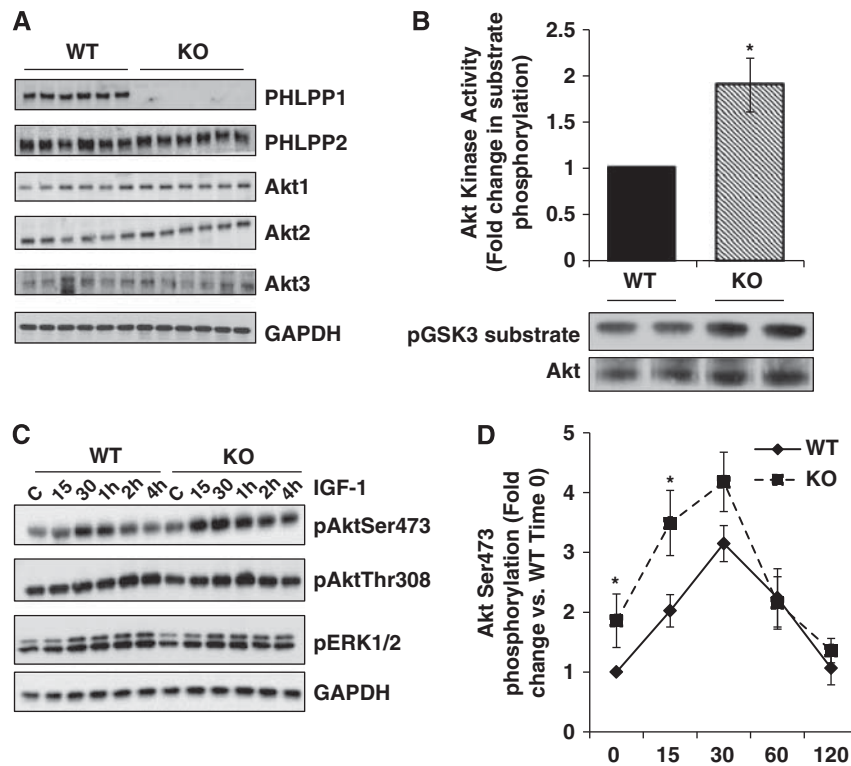 A
WT KO
PHLPP1
PHLPP2
Akt1
Akt2
Akt3
GAPDH
B
Akt Kinase Activity
(Fold change in substrate
phosphorylation)
2.5
2
1.5
1
0.5
0
*
WT KO
pGSK3 substrate
Akt
C
WT KO
C 15 30 1h 2h 4h C 15 30 1h 2h 4h IGF-1
pAktSer473
pAktThr308
pERK1/2
GAPDH
D
Akt Ser473
phosphorylation (Fold
change vs. WT Time 0)
5
4
3
2
1
0
* *
WT
KO
0 15 30 60 120